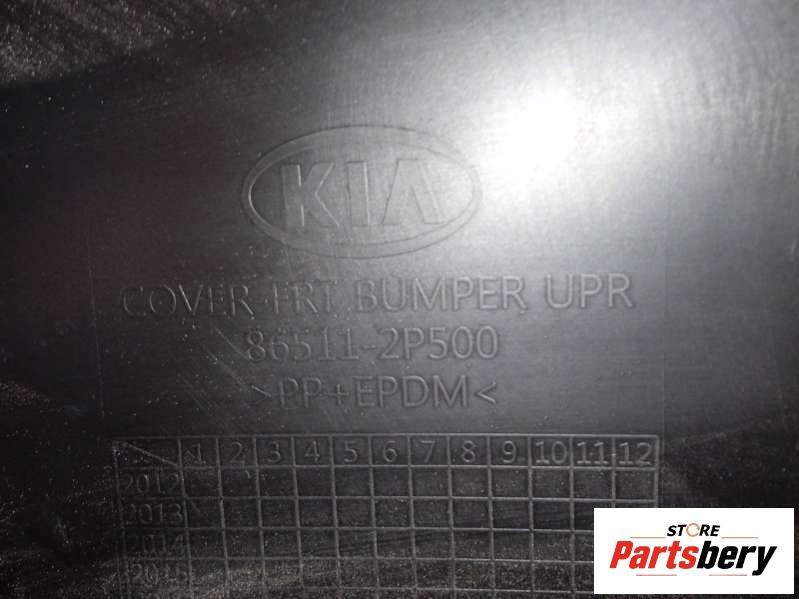 KIA
COVER-FRT BUMPER UPR
86511-2P500
>PP+EPDM<
1 2 3 4 5 6 7 8 9 10 11 12
2012
2013
2014
2015
STORE
Partsbery